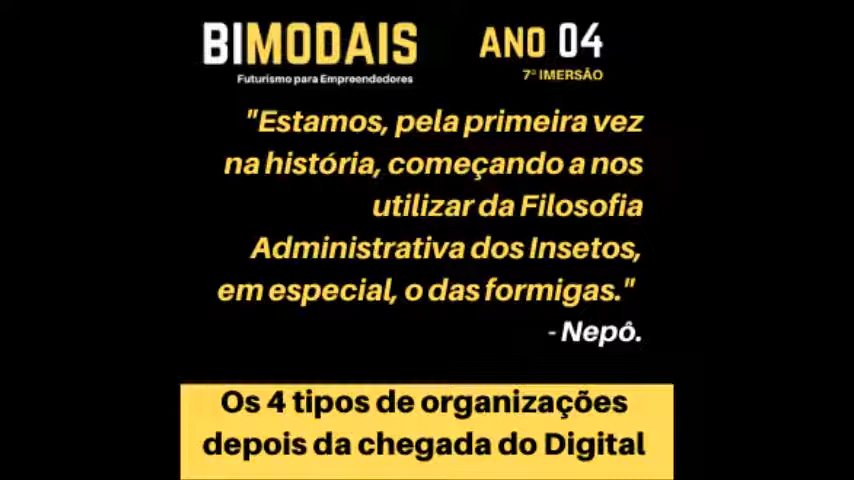 BIMODAIS
Futurismo para Empreendedores
ANO 04
7ª IMERSÃO
"Estamos, pela primeira vez
na história, começando a nos
utilizar da Filosofia
Administrativa dos Insetos,
em especial, o das formigas."
- Nepô.
Os 4 tipos de organizações
depois da chegada do Digital